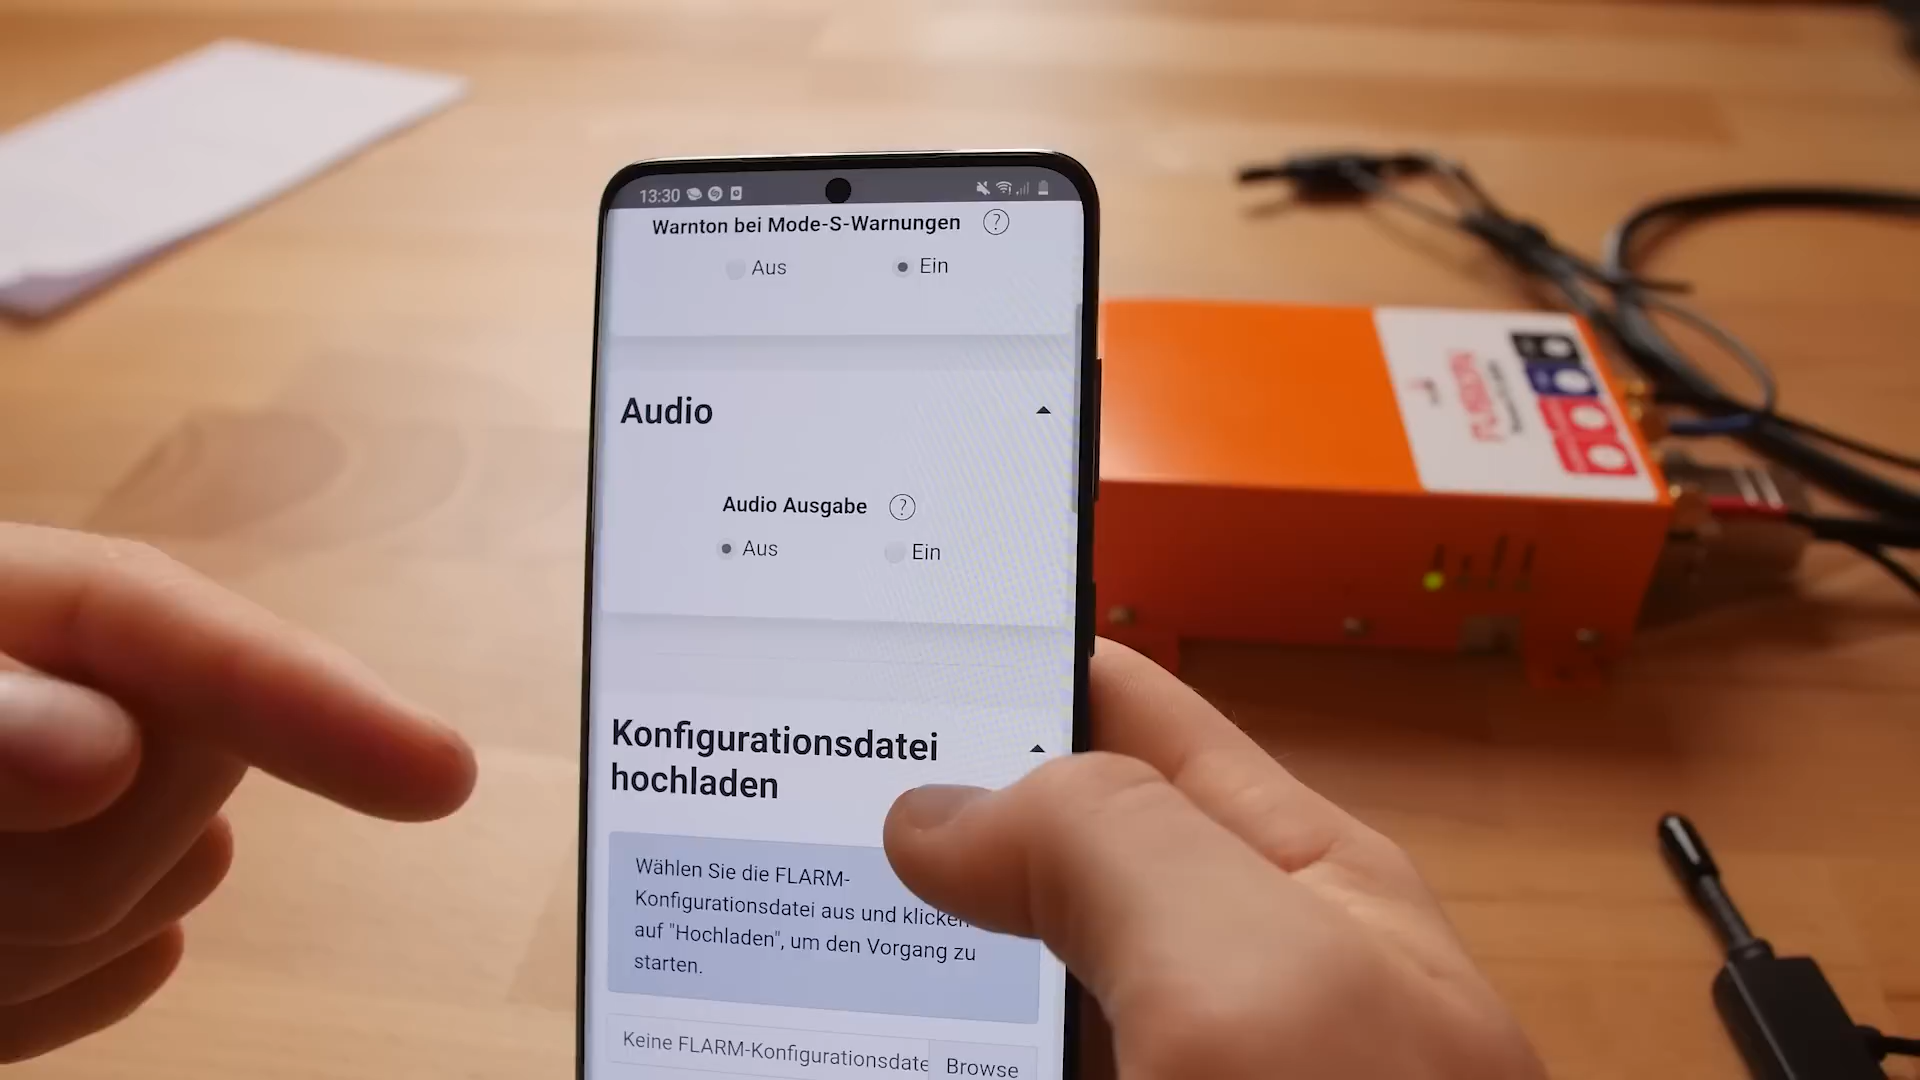 13:30
Warnton bei Mode-S-Warnungen ?
Aus Ein
Audio
Audio Ausgabe ?
Aus Ein
Konfigurationsdatei
hochladen
Wählen Sie die FLARM-
Konfigurationsdatei aus und klicken
auf "Hochladen", um den Vorgang zu
starten.
Keine FLARM-Konfigurationsdate Browse
FUSION